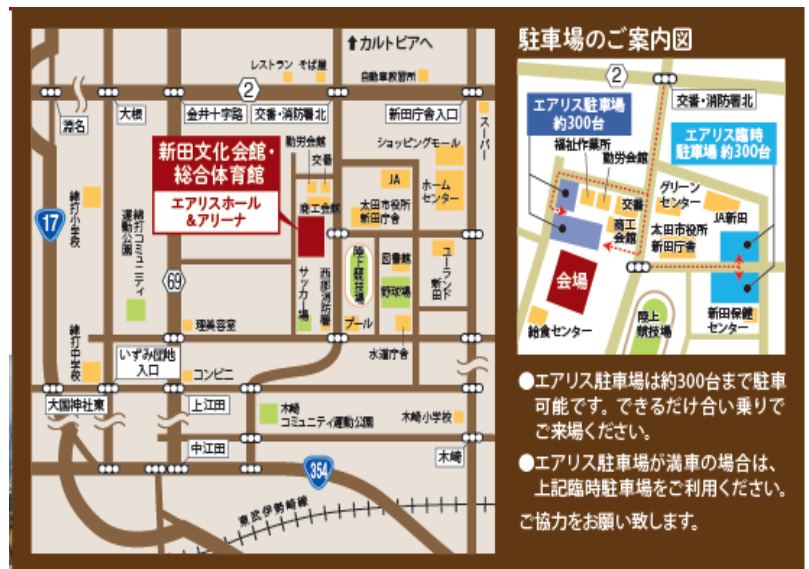 ↑カルトピアへ
レストラン
そば屋
自動車教習所
2
大根
金井十字路
交番・消防署北
新田庁舎入口
スーパー
新田文化会館・
総合体育館
エアリスホール
&アリーナ
勤労会館
交番
商工会館
ショッピングモール
JA
ホーム
センター
太田市役所
新田庁舎
17
綿打小学校
綿打コミュニティ
運動公園
69
サッカー場
西部消防署
陸上競技場
図書館
野球場
ユーランド
新田
プール
水道庁舎
理美容室
綿打中学校
いずみ団地
入口
コンビニ
大国神社東
上江田
木崎
コミュニティ運動公園
木崎小学校
中江田
木崎
354
東武伊勢崎線
駐車場のご案内図
2
交番・消防署北
エアリス駐車場
約300台
エアリス臨時
駐車場 約300台
福祉作業所
勤労会館
交番
商工
会館
グリーン
センター
JA新田
太田市役所
新田庁舎
会場
給食センター
陸上
競技場
新田保健
センター
●エアリス駐車場は約300台まで駐車
可能です。できるだけ合い乗りで
ご来場ください。
●エアリス駐車場が満車の場合は、
上記臨時駐車場をご利用ください。
ご協力をお願い致します。